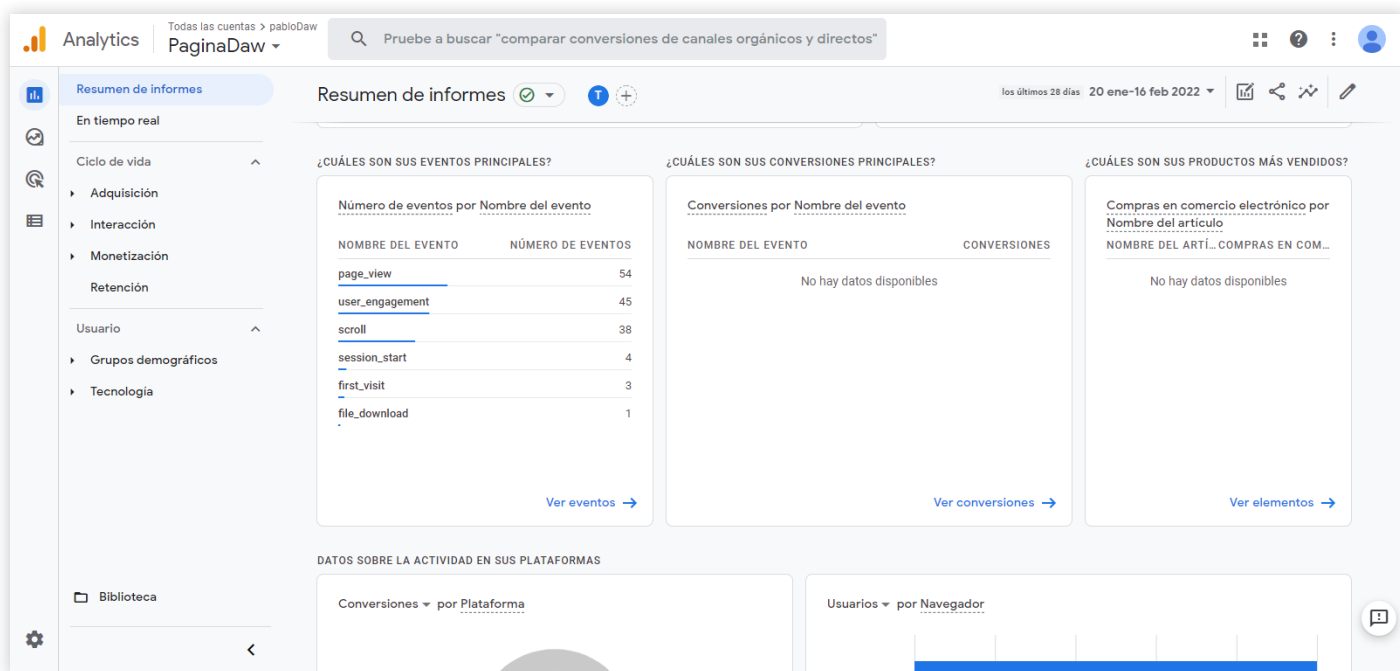 Analytics
Todas las cuentas > pabloDaw
PaginaDaw
Pruebe a buscar "comparar conversiones de canales orgánicos y directos"
Resumen de informes
En tiempo real
Ciclo de vida
Adquisición
Interacción
Monetización
Retención
Usuario
Grupos demográficos
Tecnología
Biblioteca
Resumen de informes
T
los últimos 28 días 20 ene-16 feb 2022
¿CUÁLES SON SUS EVENTOS PRINCIPALES?
Número de eventos por Nombre del evento
NOMBRE DEL EVENTO NÚMERO DE EVENTOS
page_view 54
user_engagement 45
scroll 38
session_start 4
first_visit 3
file_download 1
Ver eventos
¿CUÁLES SON SUS CONVERSIONES PRINCIPALES?
Conversiones por Nombre del evento
NOMBRE DEL EVENTO CONVERSIONES
No hay datos disponibles
Ver conversiones
¿CUÁLES SON SUS PRODUCTOS MÁS VENDIDOS?
Compras en comercio electrónico por
Nombre del artículo
NOMBRE DEL ARTÍ... COMPRAS EN COM...
No hay datos disponibles
Ver elementos
DATOS SOBRE LA ACTIVIDAD EN SUS PLATAFORMAS
Conversiones por Plataforma
Usuarios por Navegador